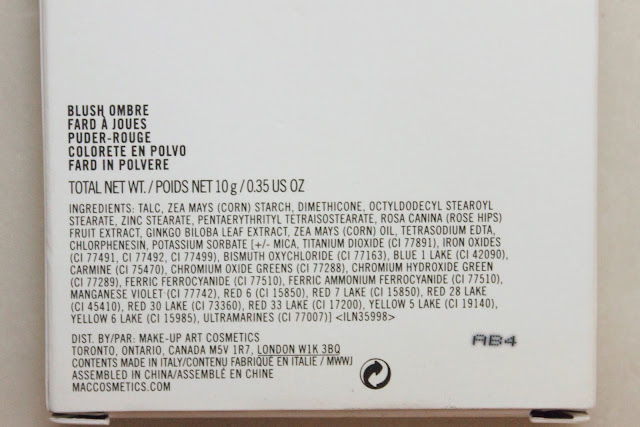 BLUSH OMBRE
FARD À JOUES
PUDER-ROUGE
COLORETE EN POLVO
FARD IN POLVERE
TOTAL NET WT. / POIDS NET 10 g / 0.35 US OZ
INGREDIENTS: TALC, ZEA MAYS (CORN) STARCH, DIMETHICONE, OCTYLDODECYL STEAROYL
STEARATE, ZINC STEARATE, PENTAERYTHRITYL TETRAISOSTEARATE, ROSA CANINA (ROSE HIPS)
FRUIT EXTRACT, GINKGO BILOBA LEAF EXTRACT, ZEA MAYS (CORN) OIL, TETRASODIUM EDTA,
CHLORPHENESIN, POTASSIUM SORBATE [+/- MICA, TITANIUM DIOXIDE (CI 77891), IRON OXIDES
(CI 77491, CI 77492, CI 77499), BISMUTH OXYCHLORIDE (CI 77163), BLUE 1 LAKE (CI 42090),
CARMINE (CI 75470), CHROMIUM OXIDE GREENS (CI 77288), CHROMIUM HYDROXIDE GREEN
(CI 77289), FERRIC FERROCYANIDE (CI 77510), FERRIC AMMONIUM FERROCYANIDE (CI 77510),
MANGANESE VIOLET (CI 77742), RED 6 (CI 15850), RED 7 LAKE (CI 15850), RED 28 LAKE
(CI 45410), RED 30 LAKE (CI 73360), RED 33 LAKE (CI 17200), YELLOW 5 LAKE (CI 19140),
YELLOW 6 LAKE (CI 15985), ULTRAMARINES (CI 77007)] <ILN35998>
DIST. BY/PAR: MAKE-UP ART COSMETICS
TORONTO, ONTARIO, CANADA M5V 1R7, LONDON W1K 3BQ
CONTENTS MADE IN ITALY/CONTENU FABRIQUÉ EN ITALIE / MWWJ
ASSEMBLED IN CHINA/ASSEMBLÉ EN CHINE
MACCOSMETICS.COM
AB4